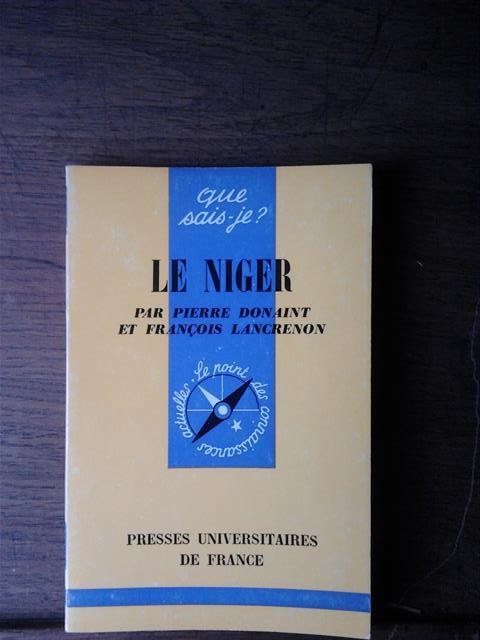 que
sais-je?
LE NIGER
PAR PIERRE DONAINT
ET FRANÇOIS LANCRENON
Le point des connaissances actuelles.
PRESSES UNIVERSITAIRES
DE FRANCE